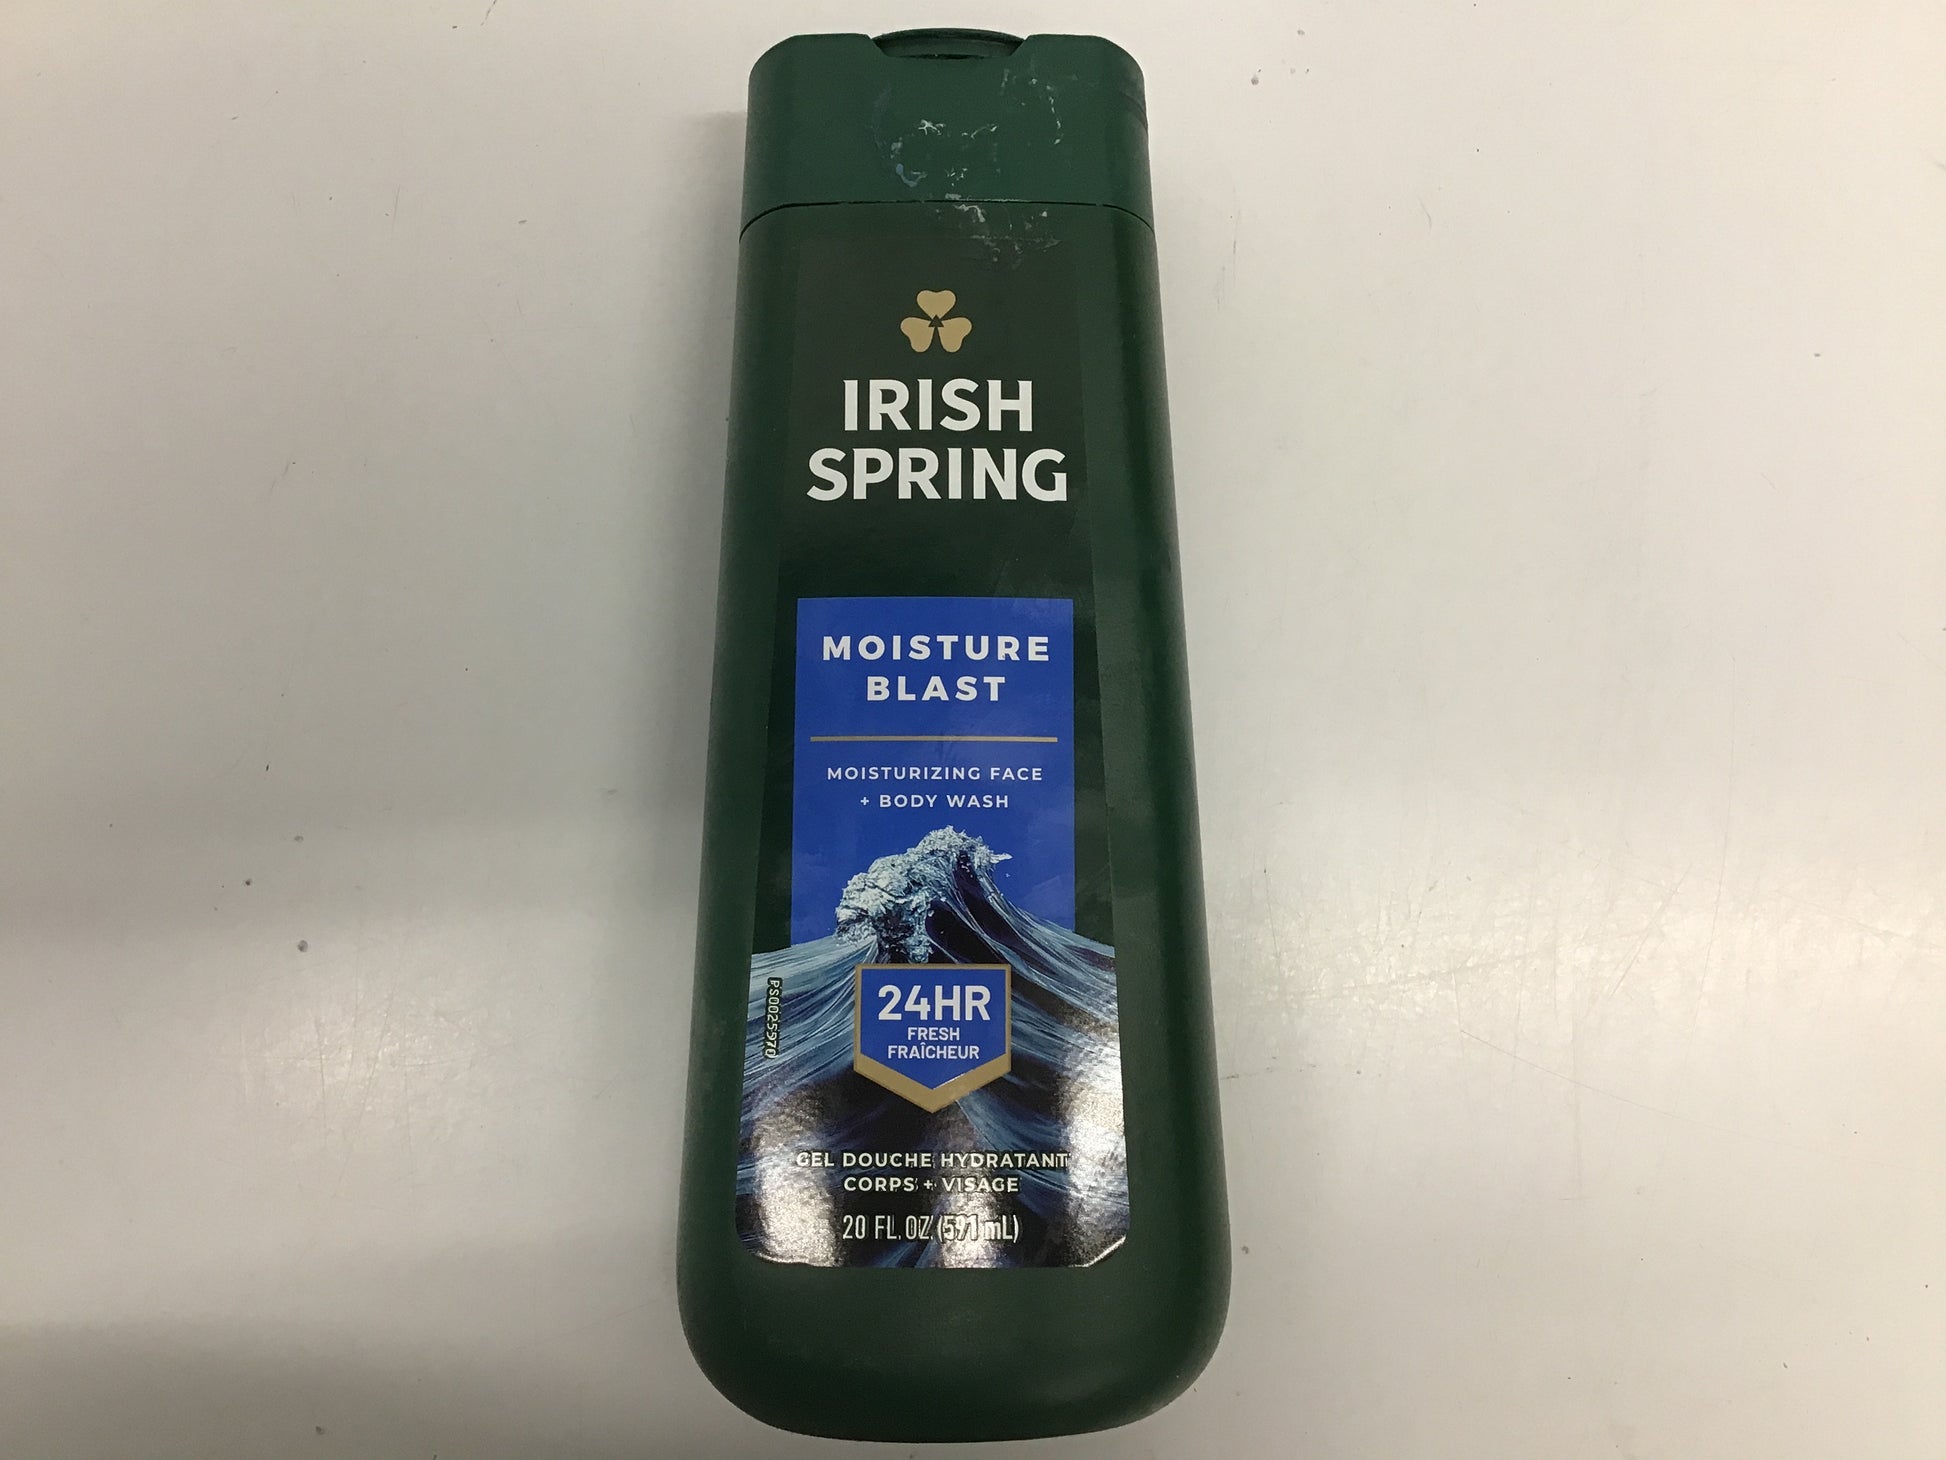 IRISH
SPRING
MOISTURE
BLAST
MOISTURIZING FACE
+ BODY WASH
24HR
FRESH
FRAÎCHEUR
PS0025970
GEL DOUCHE HYDRATANT
CORPS + VISAGE
20 FL. OZ. (591 mL)